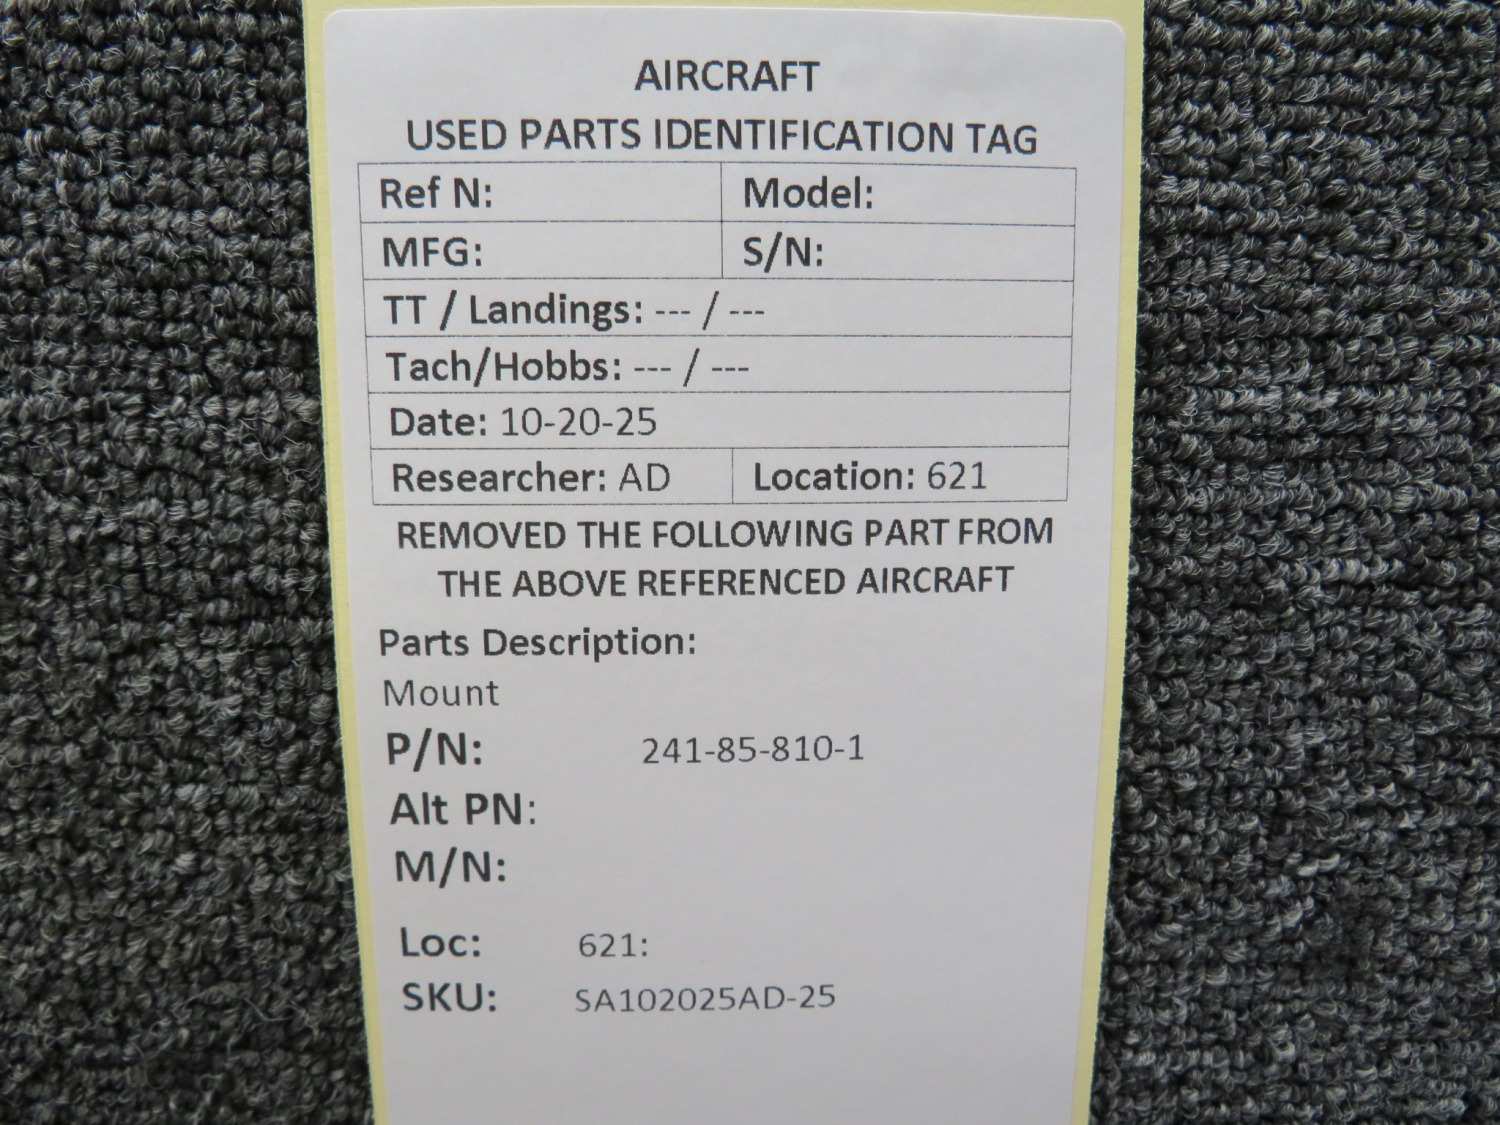 AIRCRAFT
USED PARTS IDENTIFICATION TAG
Ref N: Model:
MFG: S/N:
TT / Landings: --- / ---
Tach/Hobbs: --- / ---
Date: 10-20-25
Researcher: AD Location: 621
REMOVED THE FOLLOWING PART FROM
THE ABOVE REFERENCED AIRCRAFT
Parts Description:
Mount
P/N: 241-85-810-1
Alt PN:
M/N:
Loc: 621:
SKU: SA102025AD-25